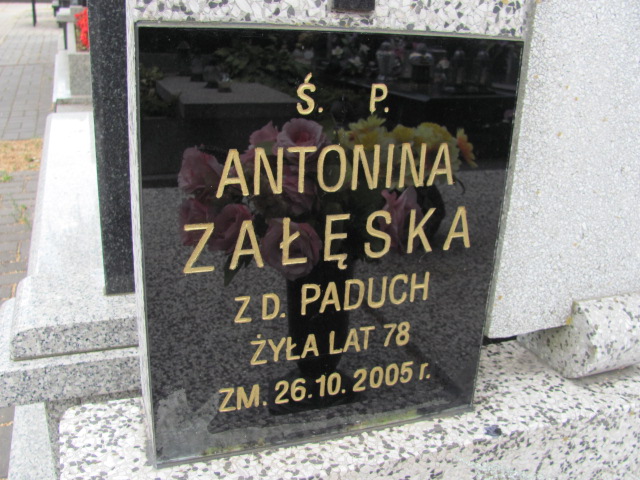 Ś. P.
ANTONINA
ZAŁĘSKA
Z D. PADUCH
ŻYŁA LAT 78
ZM. 26.10.2005 r.